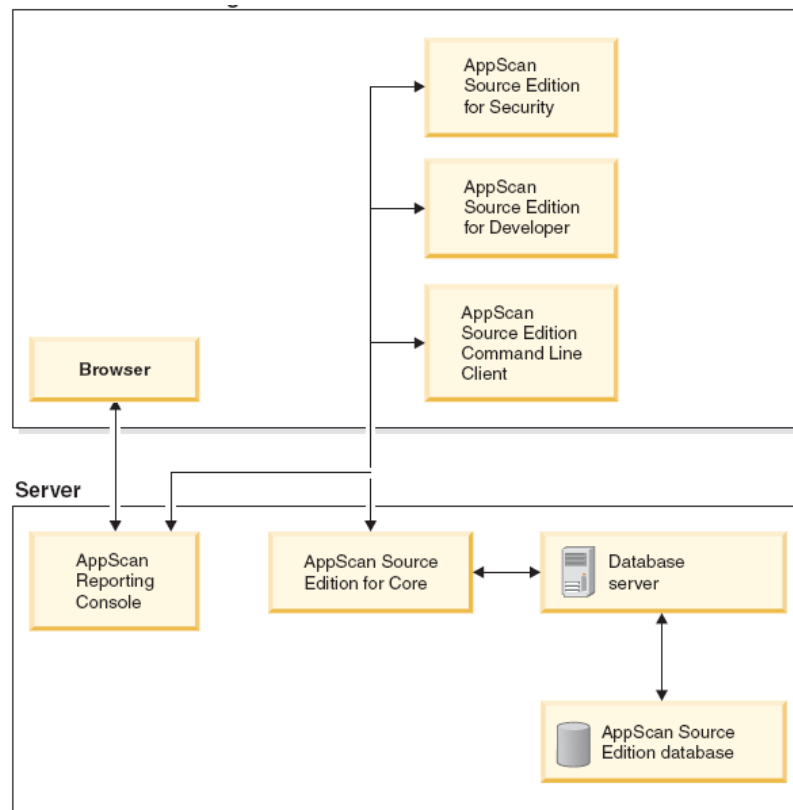 AppScan
Source Edition
for Security
AppScan
Source Edition
for Developer
AppScan
Source Edition
Command Line
Client
Browser
Server
AppScan
Reporting
Console
AppScan Source
Edition for Core
Database
server
AppScan Source
Edition database